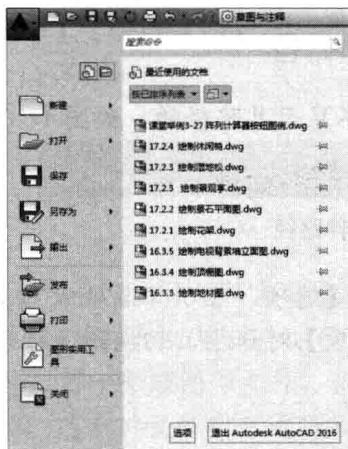 草图与注释
搜索命令
最近使用的文档
按已排序列表
新建
课堂举例3-27 阵列计算器按钮图例.dwg
17.2.4 绘制休闲椅.dwg
打开
17.2.3 绘制湿地松.dwg
保存
17.2.3 绘制景观亭.dwg
另存为
17.2.2 绘制景石平面图.dwg
17.2.1 绘制花架.dwg
输出
16.3.5 绘制电视背景墙立面图.dwg
16.3.4 绘制顶棚图.dwg
发布
16.3.3 绘制地材图.dwg
打印
图形实用工
具
关闭
选项
退出 Autodesk AutoCAD 2016